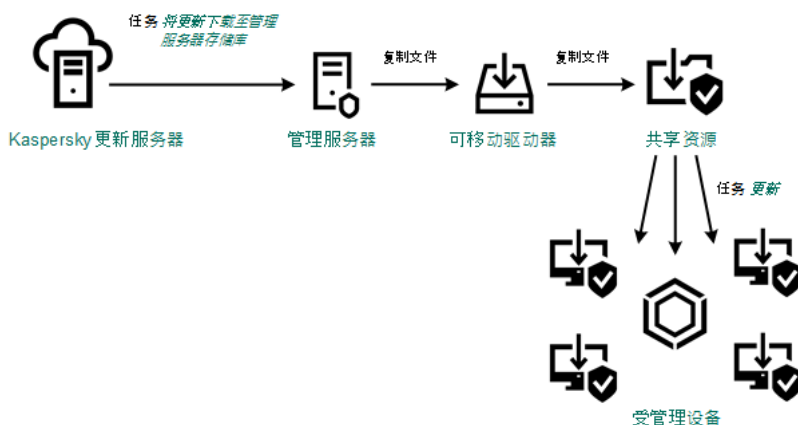 任务 将更新下载至管理
服务器存储库
复制文件
复制文件
Kaspersky 更新服务器
管理服务器
可移动驱动器
共享资源
任务 更新
受管理设备